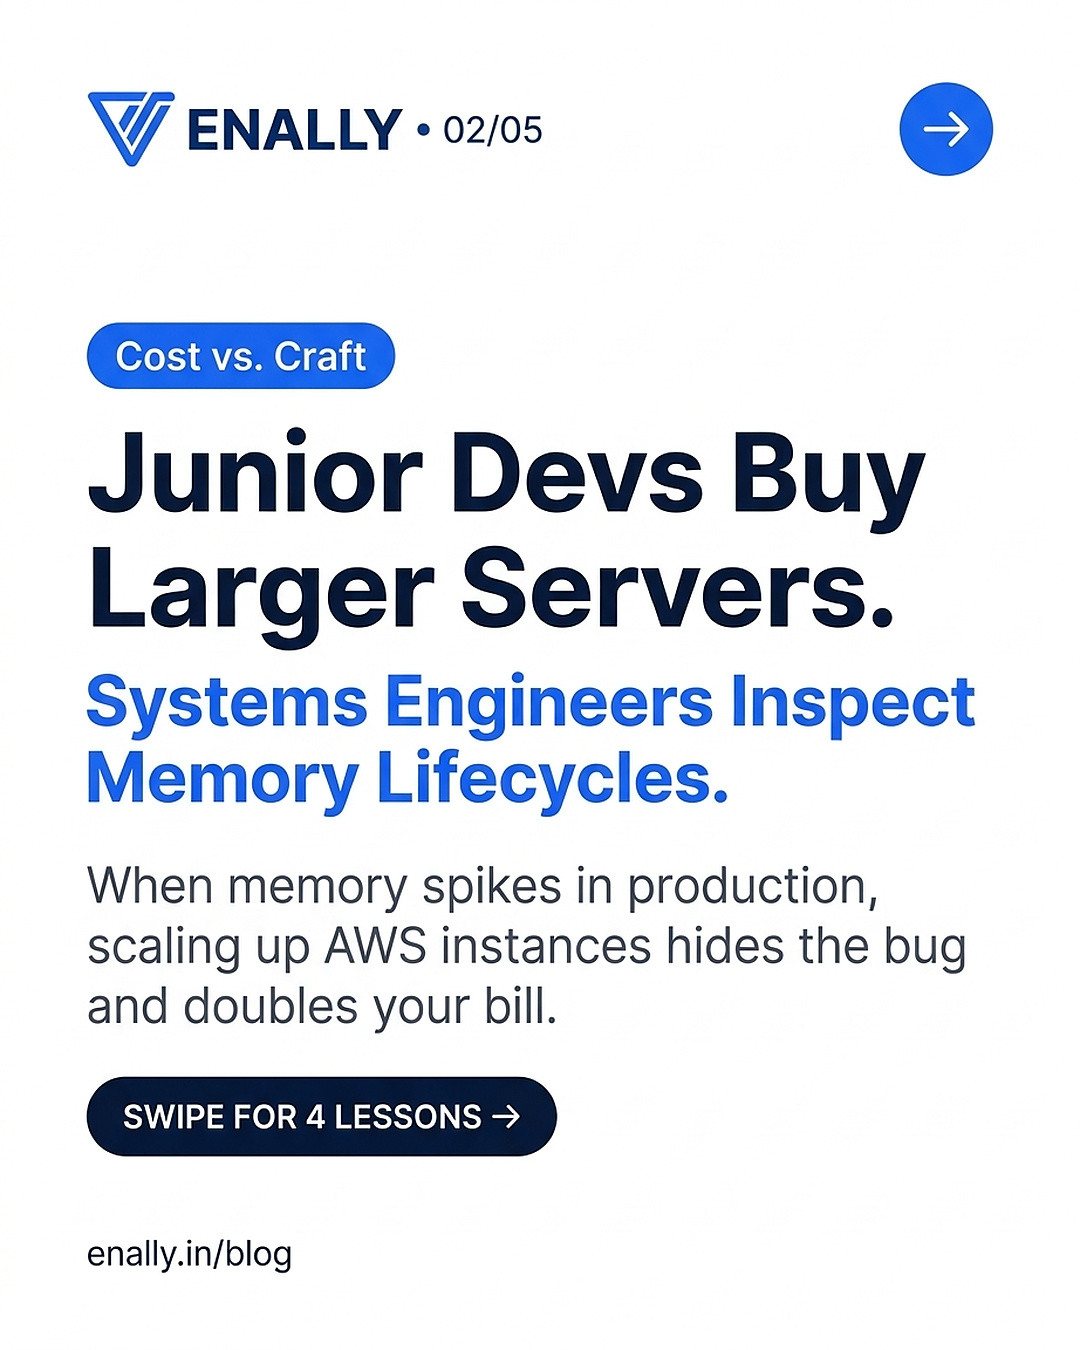 ENALLY • 02/05
Cost vs. Craft
Junior Devs Buy
Larger Servers.
Systems Engineers Inspect
Memory Lifecycles.
When memory spikes in production,
scaling up AWS instances hides the bug
and doubles your bill.
SWIPE FOR 4 LESSONS →
enally.in/blog